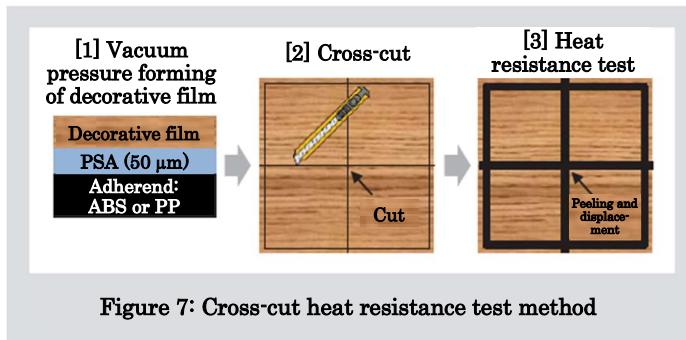 [1] Vacuum
pressure forming
of decorative film
Decorative film
PSA (50 μm)
Adherend:
ABS or PP
[2] Cross-cut
Cut
[3] Heat
resistance test
Peeling and
displace-
ment
Figure 7: Cross-cut heat resistance test method